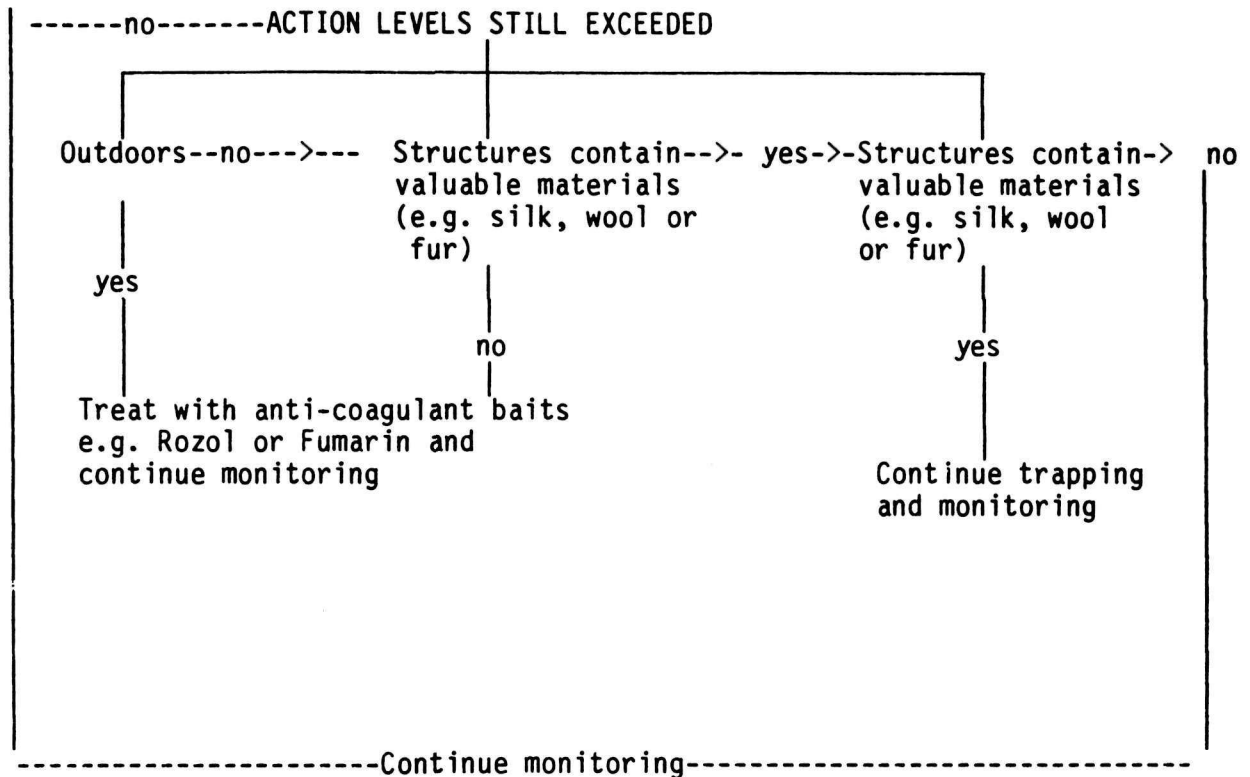 ------no-------ACTION LEVELS STILL EXCEEDED
Outdoors--no--->--- Structures contain-->- yes->-Structures contain-> no
valuable materials valuable materials
(e.g. silk, wool or (e.g. silk, wool
fur) or fur)
yes
no yes
Treat with anti-coagulant baits
e.g. Rozol or Fumarin and
continue monitoring Continue trapping
and monitoring
-----------------------Continue monitoring--------------------------------